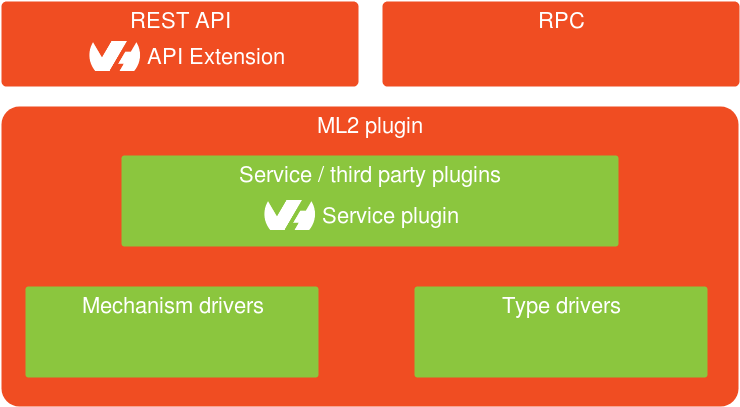 REST API
API Extension
RPC
ML2 plugin
Service / third party plugins
Service plugin
Mechanism drivers
Type drivers